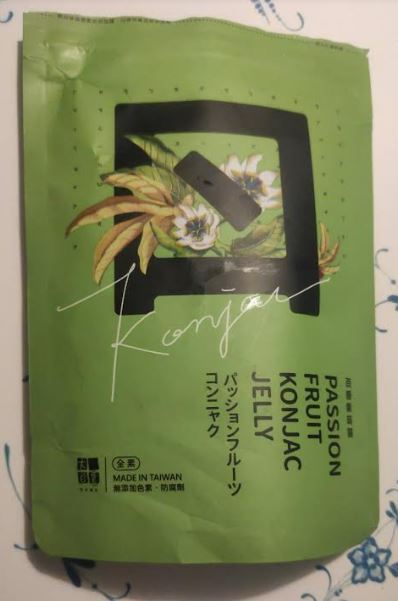 Konjac
PASSION
FRUIT
KONJAC
JELLY
パッションフルーツ
コンニャク
全素
MADE IN TAIWAN
無添加色素・防腐劑